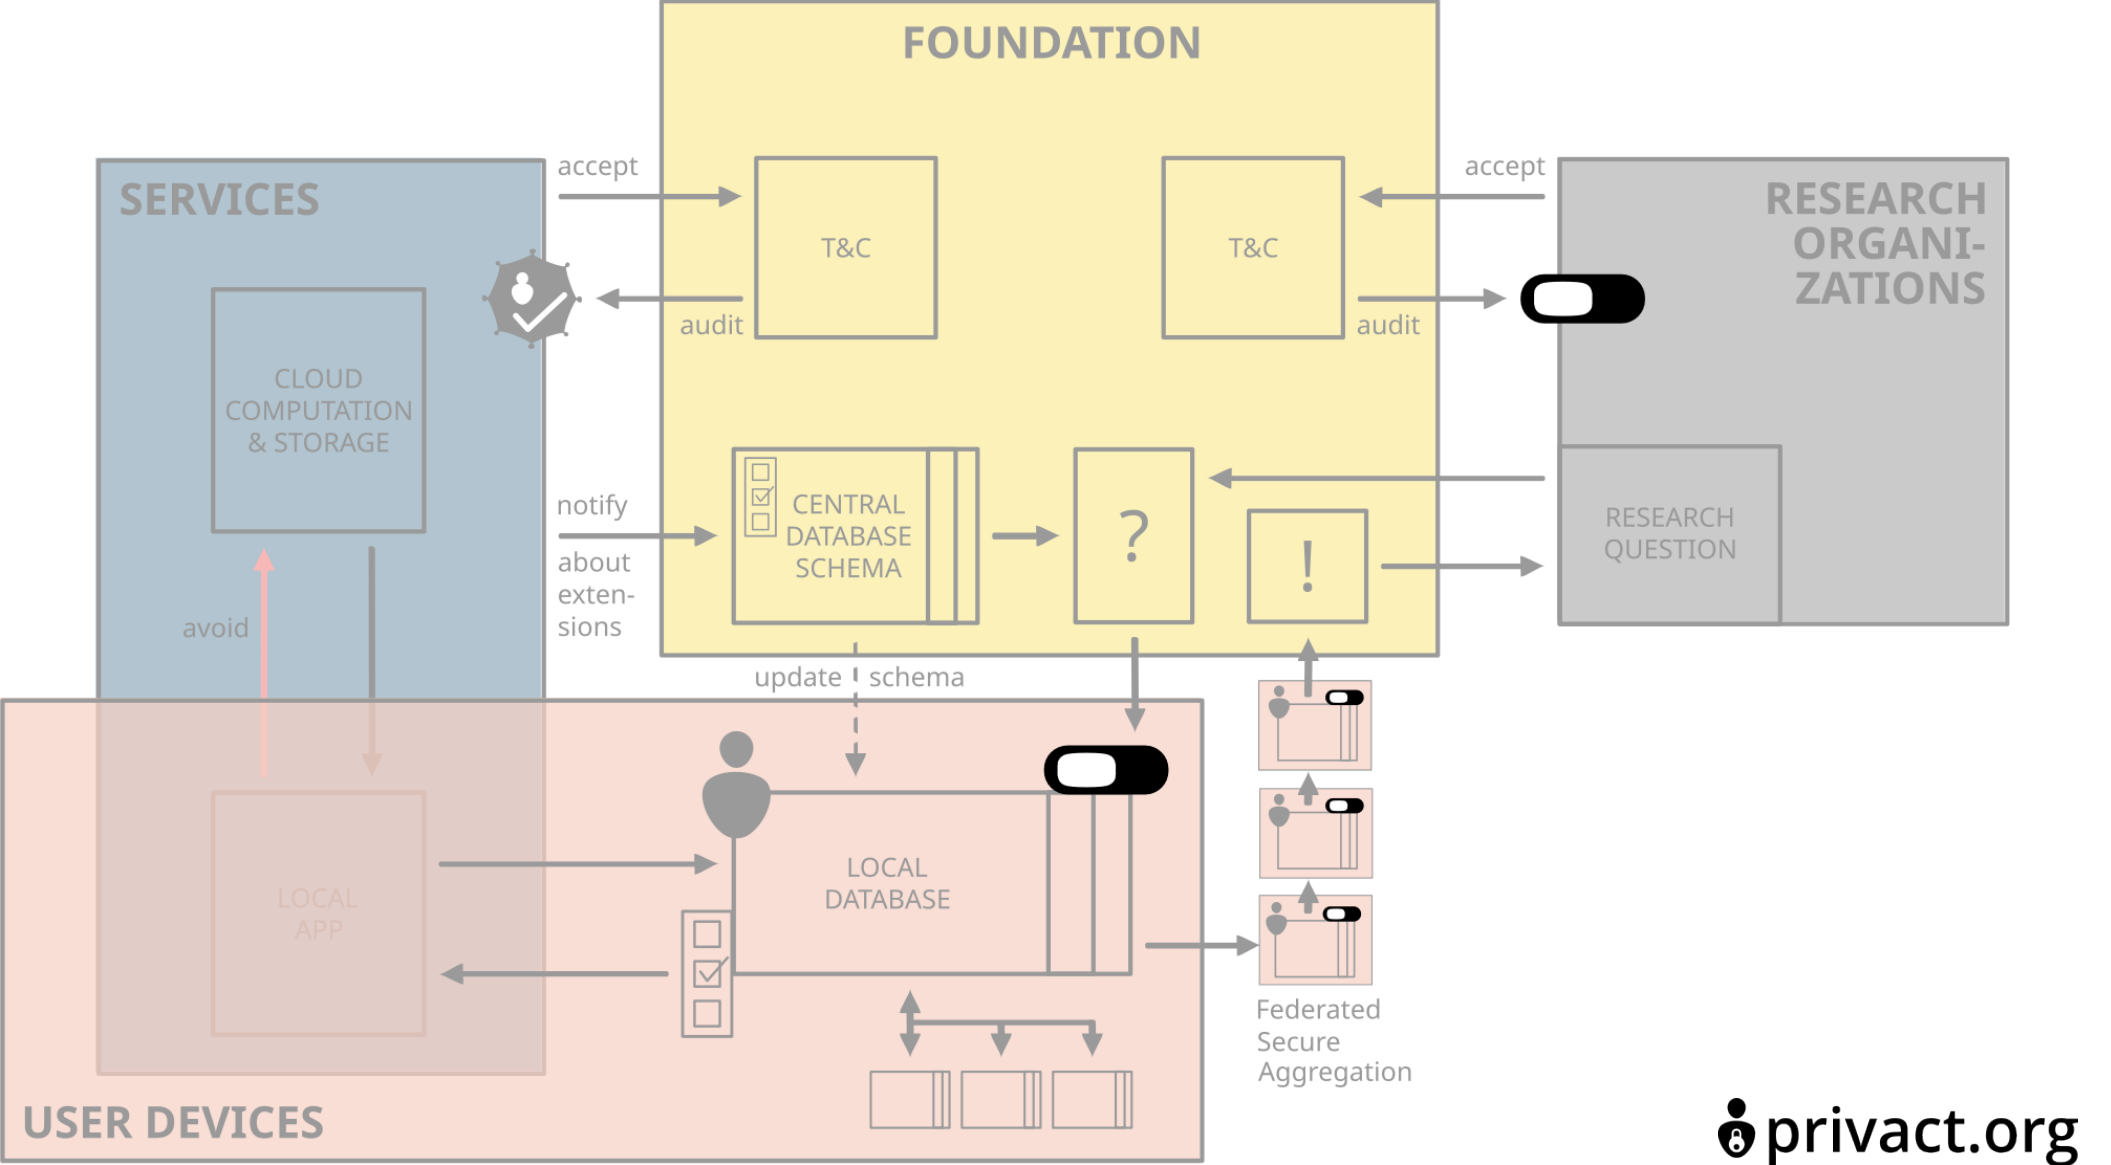 FOUNDATION
SERVICES
accept
T&C
audit
CLOUD
COMPUTATION
& STORAGE
accept
T&C
audit
RESEARCH
ORGANI-
ZATIONS
notify
about
exten-
sions
CENTRAL
DATABASE
SCHEMA
?
!
RESEARCH
QUESTION
avoid
update schema
LOCAL
APP
LOCAL
DATABASE
Federated
Secure
Aggregation
USER DEVICES
privact.org